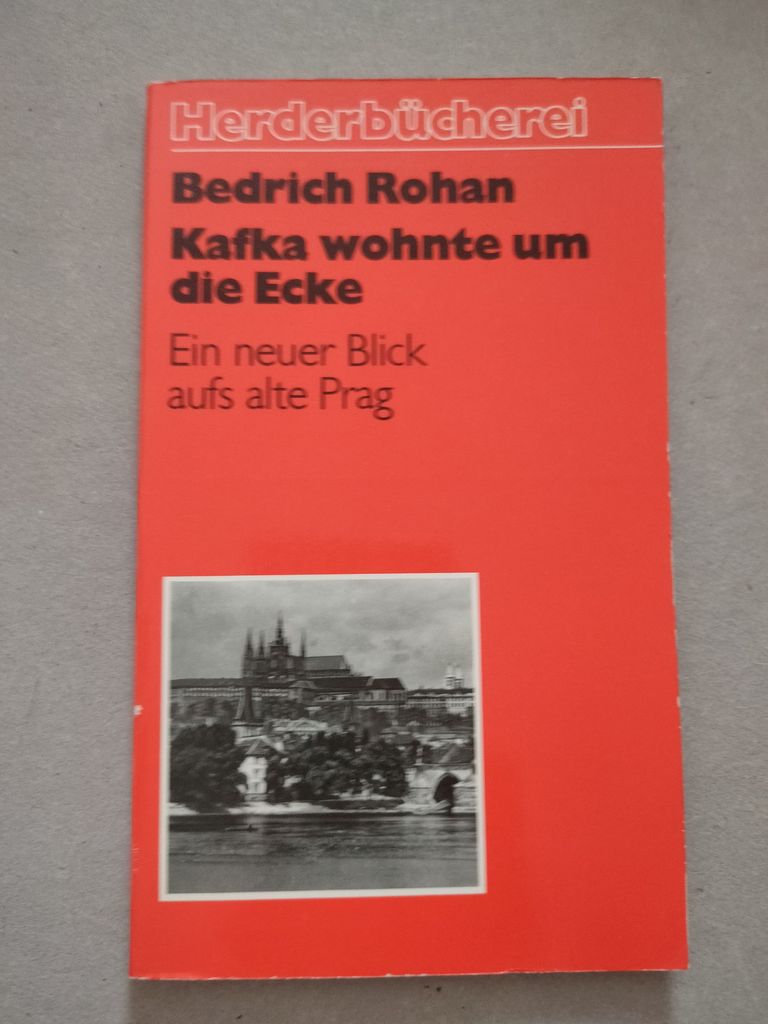 Herderbücherei
Bedrich Rohan
Kafka wohnte um
die Ecke
Ein neuer Blick
aufs alte Prag